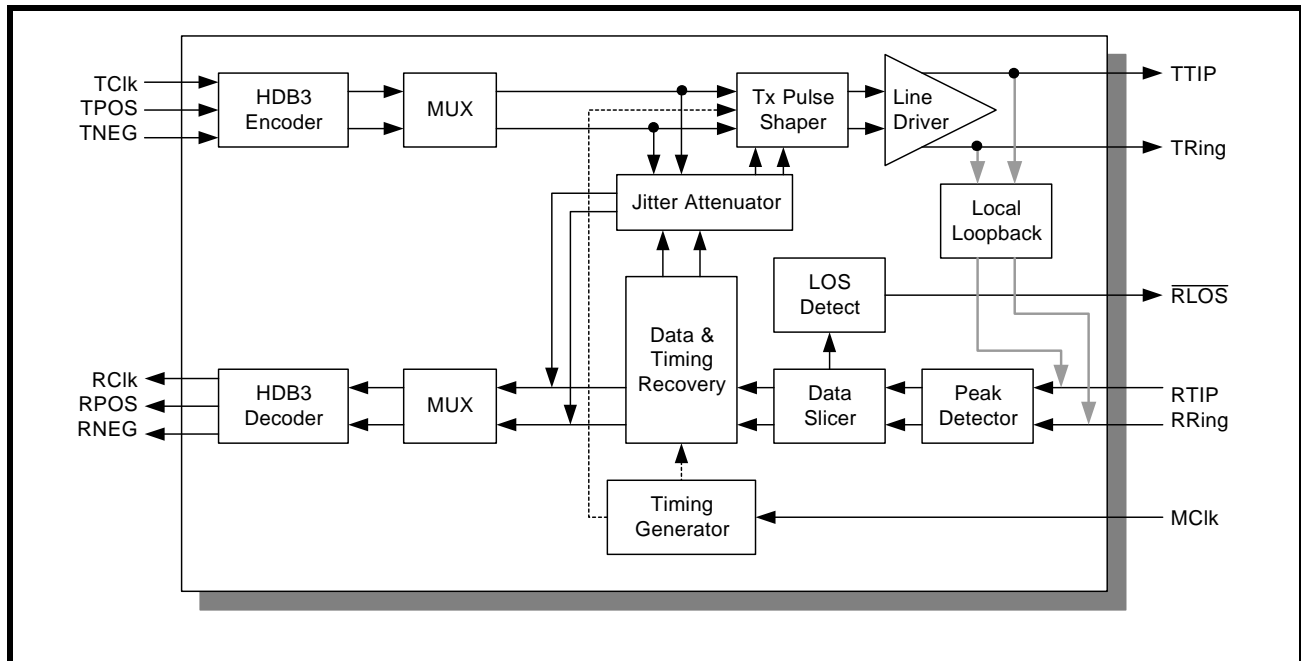 TClk
TPOS
TNEG
HDB3
Encoder
MUX
Tx Pulse
Shaper
Line
Driver
TTIP
TRing
Jitter Attenuator
Local
Loopback
LOS
Detect
RLOS
Data &
Timing
Recovery
RClk
RPOS
RNEG
HDB3
Decoder
MUX
Data
Slicer
Peak
Detector
RTIP
RRing
Timing
Generator
MClk